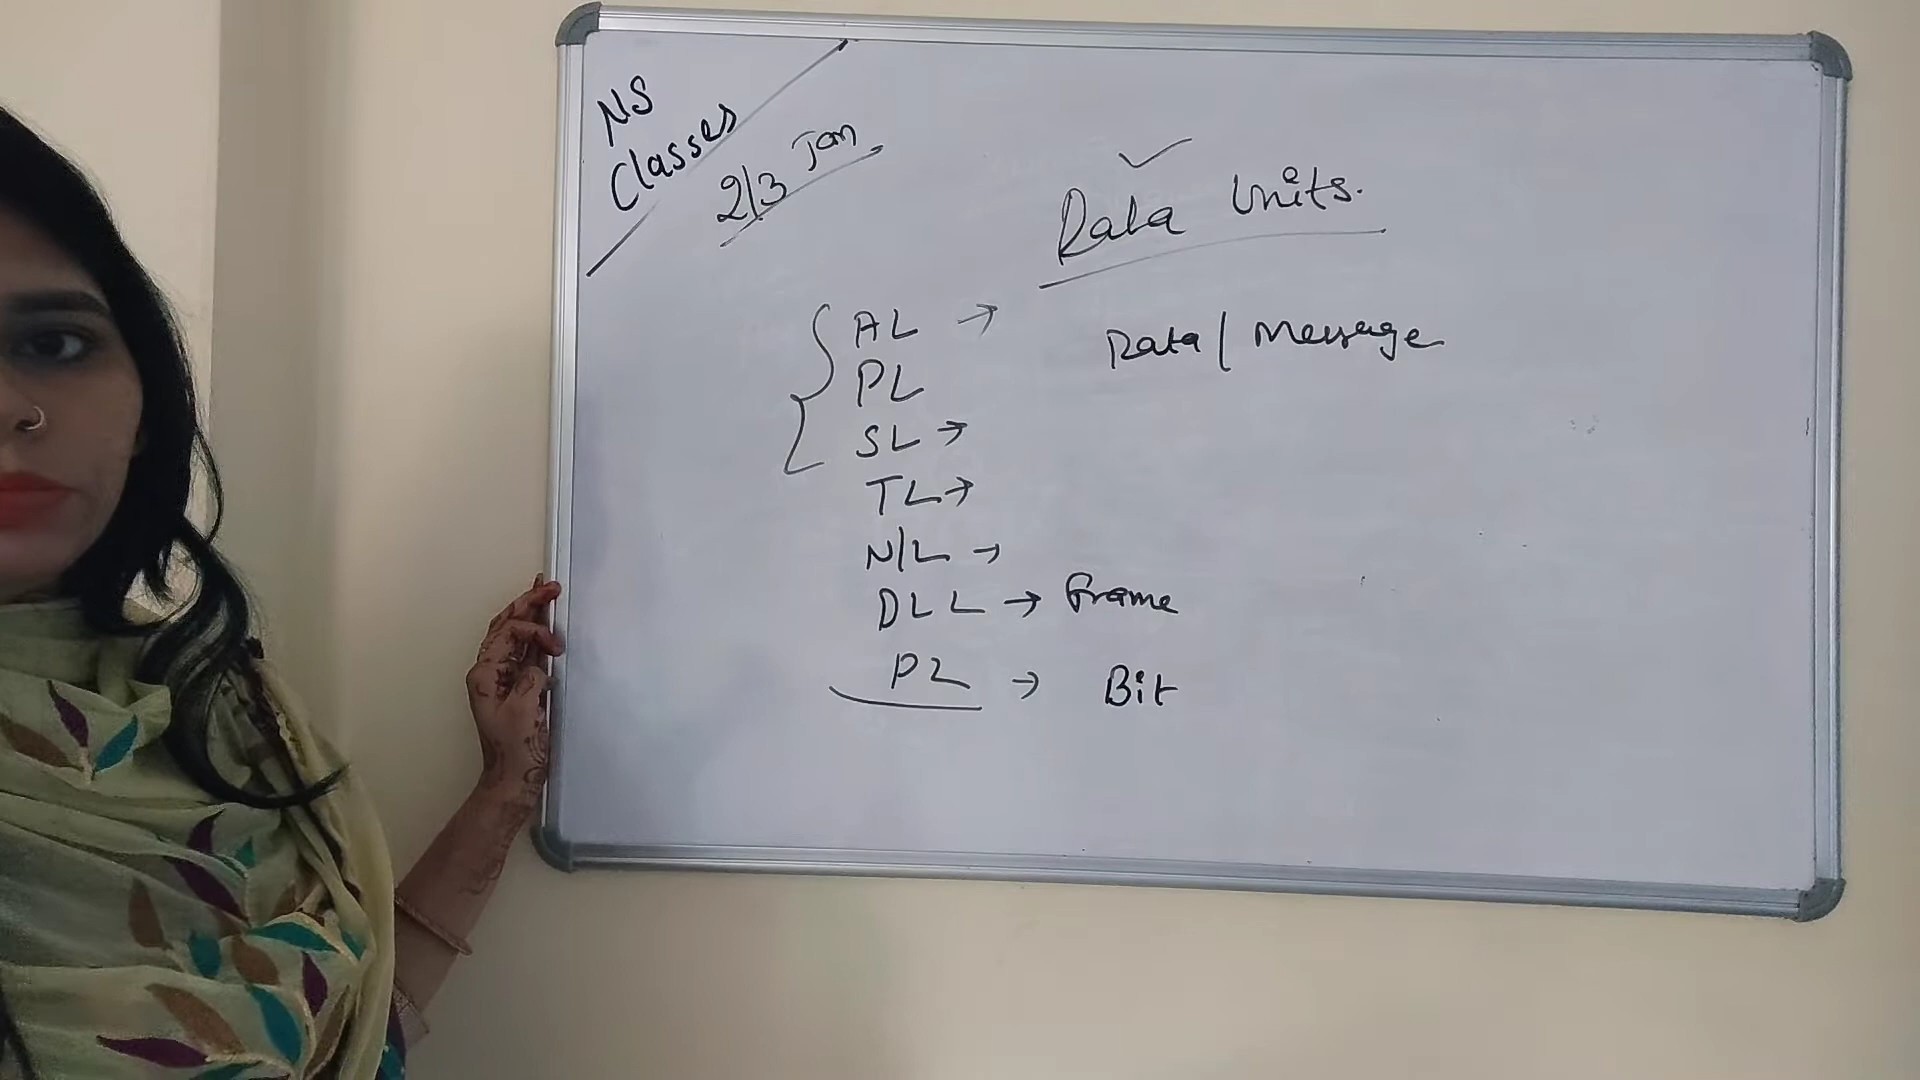 NS
Classes
2/3 Jan
Data Units.
AL → Data / Message
PL
SL →
TL →
N/L →
DLL → Frame
PL → Bit